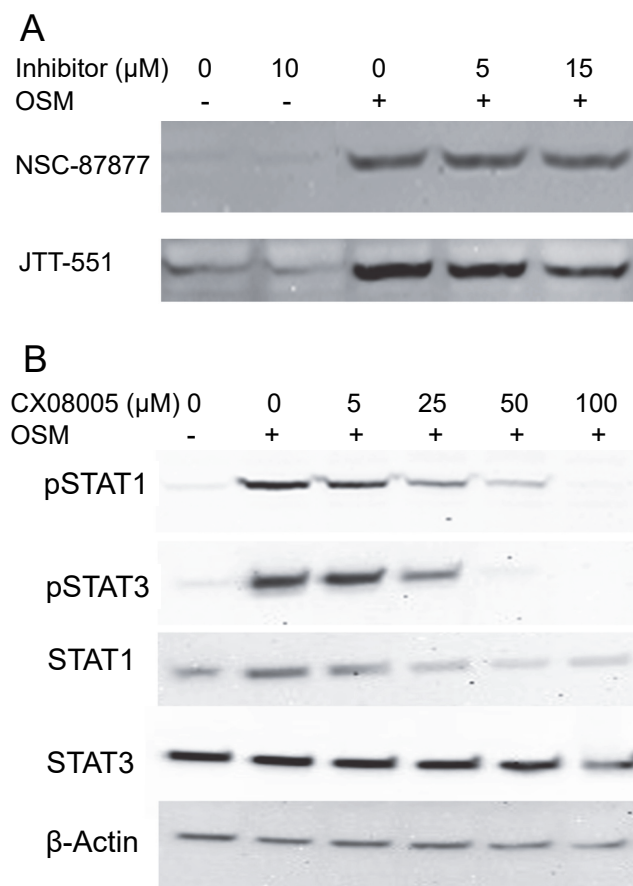 A
Inhibitor (µM) 0 10 0 5 15
OSM - - + + +
NSC-87877
JTT-551
B
CX08005 (µM) 0 0 5 25 50 100
OSM - + + + + +
pSTAT1
pSTAT3
STAT1
STAT3
β-Actin